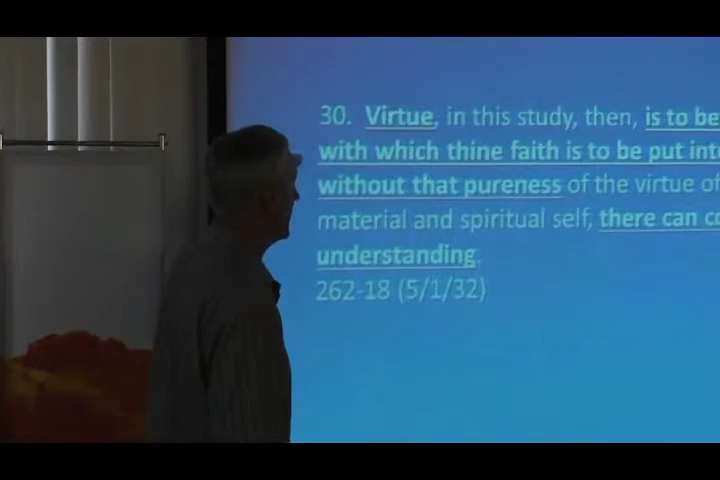 30. Virtue, in this study, then, is to be
with which thine faith is to be put int
without that pureness of the virtue of
material and spiritual self, there can co
understanding.
262-18 (5/1/32)